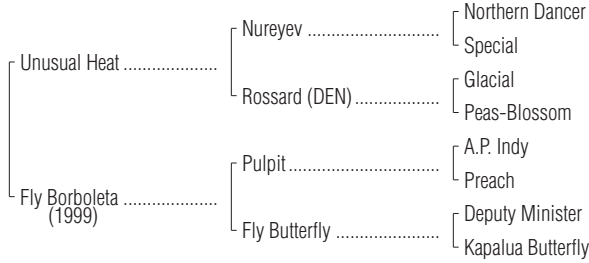 Northern Dancer
Nureyev ..............................
Special
Unusual Heat ...................
Glacial
Rossard (DEN) ...................
Peas-Blossom
A.P. Indy
Pulpit ..................................
Preach
Fly Borboleta ...................
(1999)
Deputy Minister
Fly Butterfly .......................
Kapalua Butterfly